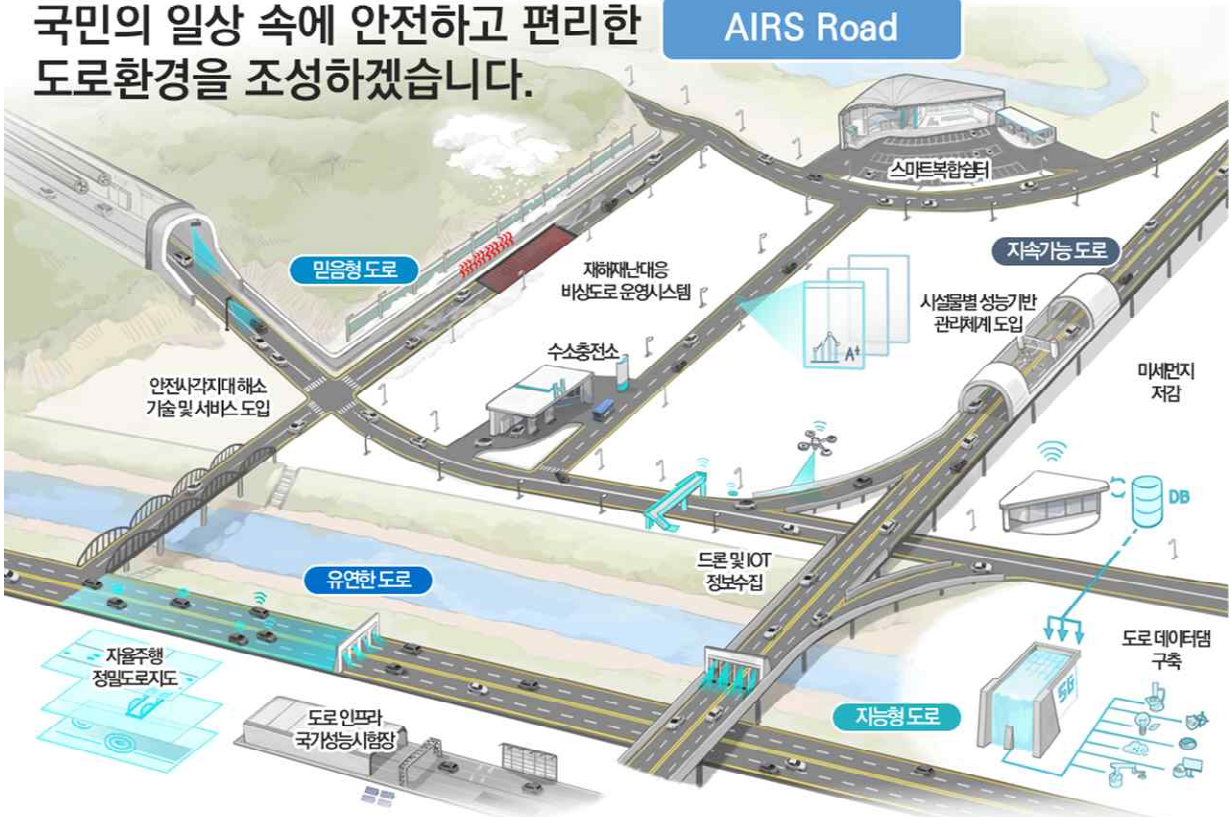 국민의 일상 속에 안전하고 편리한
도로환경을 조성하겠습니다.
AIRS Road
스마트복합쉼터
믿음형 도로
재해재난대응
비상도로 운영시스템
지속가능 도로
시설물별 성능기반
관리체계 도입
A+
수소충전소
미세먼지
저감
안전사각지대 해소
기술 및 서비스 도입
DB
드론 및 IOT
정보수집
유연한 도로
자율주행
정밀도로지도
도로 데이터댐
구축
5G
도로 인프라
국가성능시험장
지능형 도로